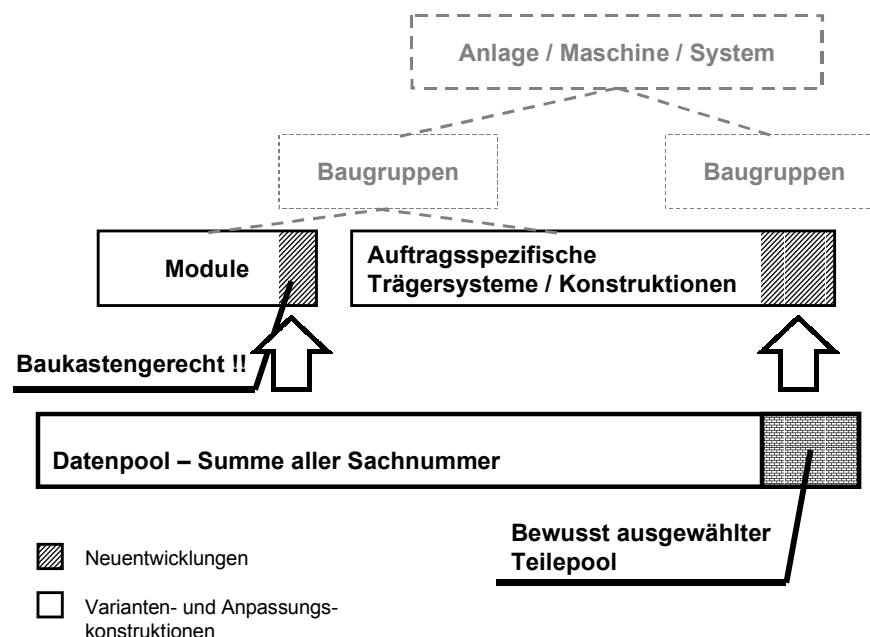 Anlage / Maschine / System
Baugruppen
Baugruppen
Module
Auftragsspezifische
Trägersysteme / Konstruktionen
Baukastengerecht !!
Datenpool – Summe aller Sachnummer
Bewusst ausgewählter
Teilepool
Neuentwicklungen
Varianten- und Anpassungs-
konstruktionen